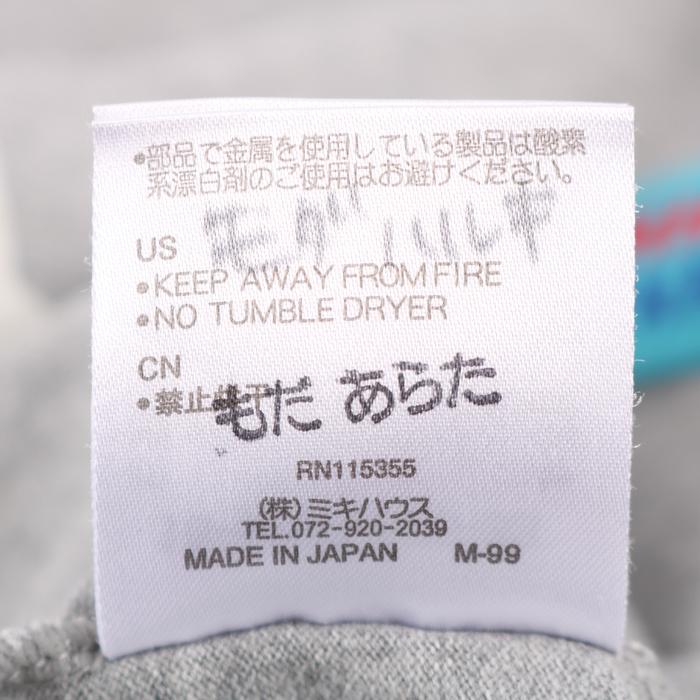 •部品で金属を使用している製品は酸素
系漂白剤のご使用はお避けください。
US
•KEEP AWAY FROM FIRE
•NO TUMBLE DRYER
CN
•禁止
もだ あらた
RN115355
(株)ミキハウス
TEL.072-920-2039
MADE IN JAPAN M-99